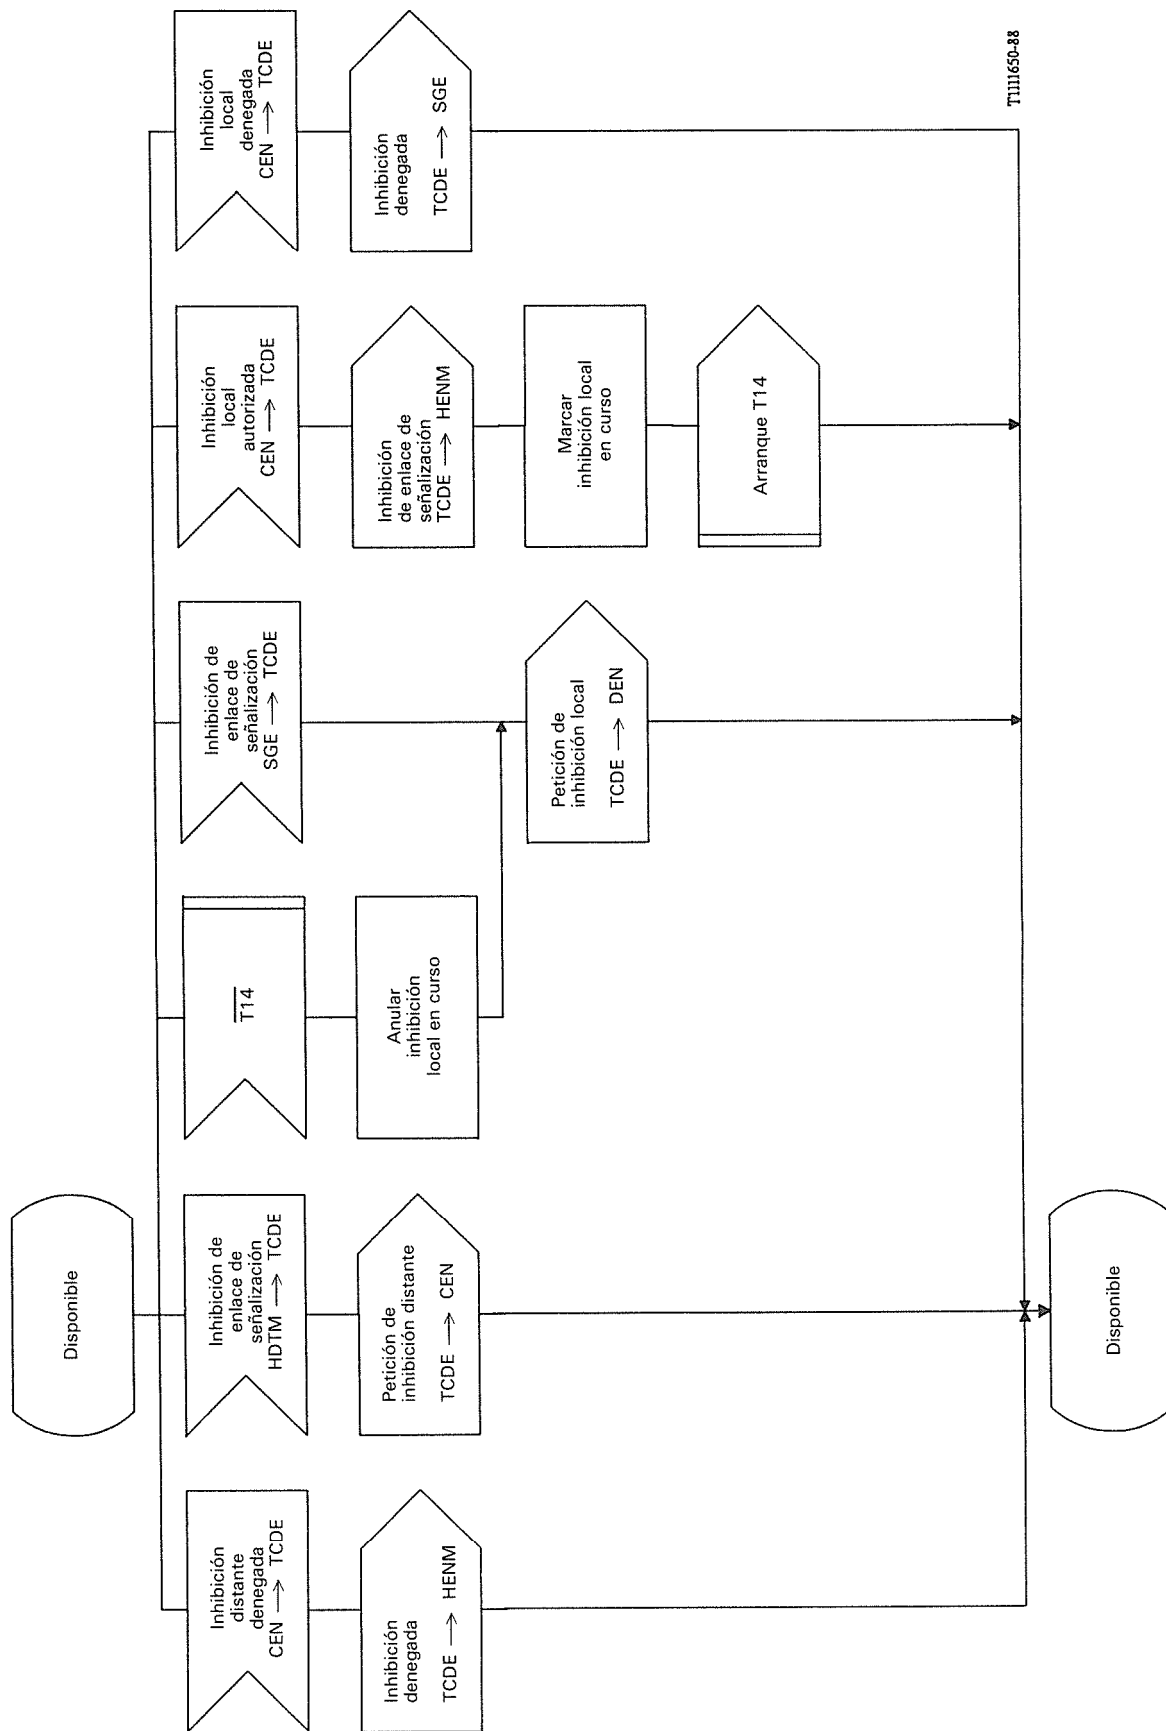 Disponible
Inhibición
distante
denegada
CEN → TCDE
Inhibición
denegada
TCDE → HENM
Inhibición de
enlace de
señalización
HDTM → TCDE
Petición de
inhibición distante
TCDE → CEN
T14
Anular
inhibición
local en curso
Inhibición de
enlace de
señalización
SGE → TCDE
Petición de
inhibición local
TCDE → DEN
Inhibición
local
autorizada
CEN → TCDE
Inhibición
de enlace de
señalización
TCDE → HENM
Marcar
inhibición local
en curso
Arranque T14
Inhibición
local
denegada
CEN → TCDE
Inhibición
denegada
TCDE → SGE
Disponible
T1111650-88